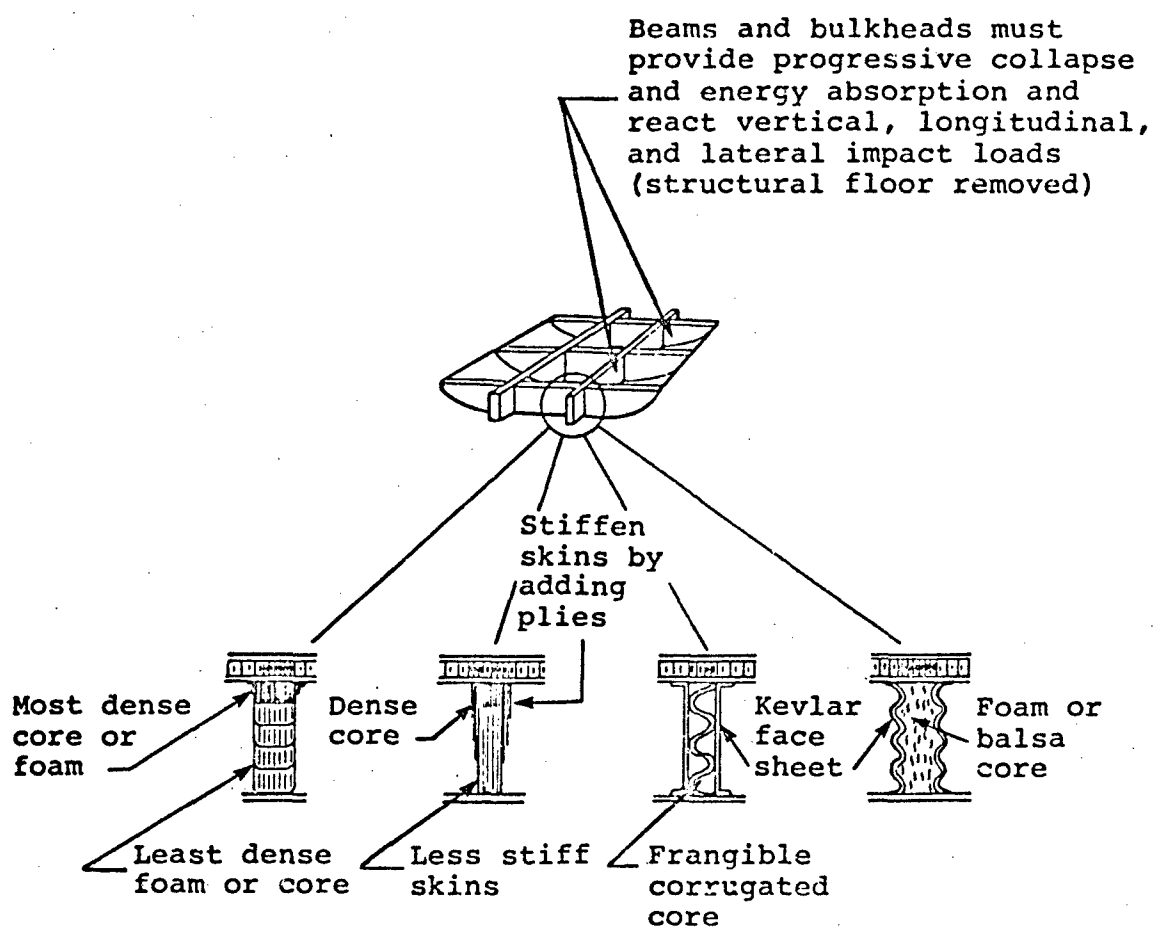 Beams and bulkheads must
provide progressive collapse
and energy absorption and
react vertical, longitudinal,
and lateral impact loads
(structural floor removed)
Stiffen
skins by
adding
plies
Most dense
core or
foam
Dense
core
Kevlar
face
sheet
Foam or
balsa
core
Least dense
foam or core
Less stiff
skins
Frangible
corrugated
core